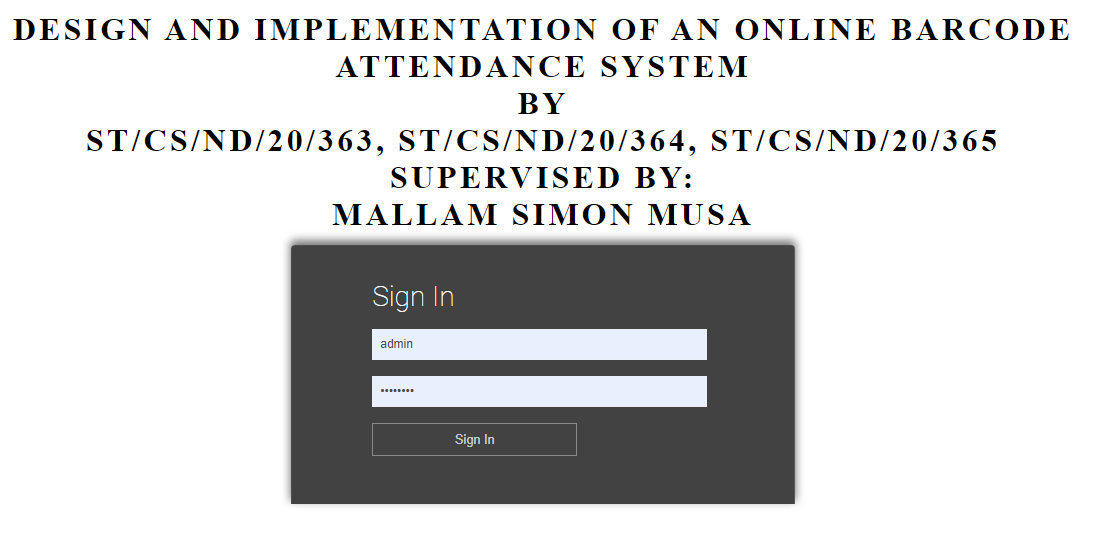 DESIGN AND IMPLEMENTATION OF AN ONLINE BARCODE
ATTENDANCE SYSTEM
BY
ST/CS/ND/20/363, ST/CS/ND/20/364, ST/CS/ND/20/365
SUPERVISED BY:
MALLAM SIMON MUSA
Sign In
admin
••••••••
Sign In